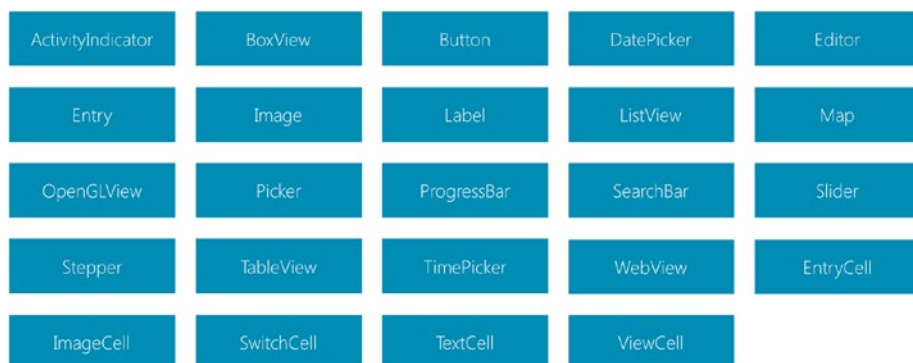 ActivityIndicator BoxView Button DatePicker Editor
Entry Image Label ListView Map
OpenGLView Picker ProgressBar SearchBar Slider
Stepper TableView TimePicker WebView EntryCell
ImageCell SwitchCell TextCell ViewCell